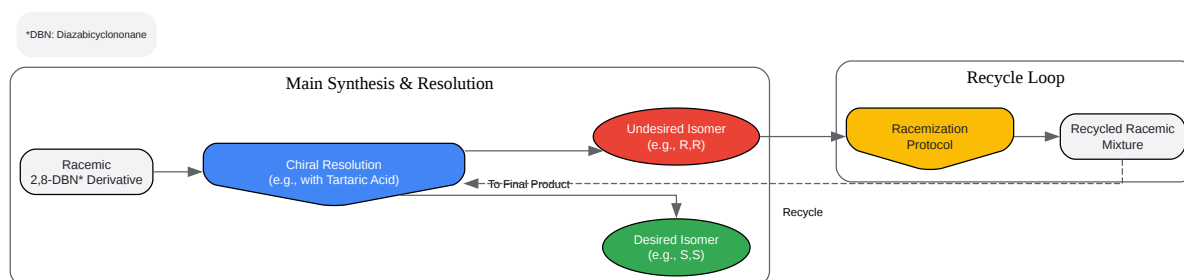 *DBN: Diazabicyclononane
Main Synthesis & Resolution
Recycle Loop
Racemic
2,8-DBN* Derivative
Chiral Resolution
(e.g., with Tartaric Acid)
Undesired Isomer
(e.g., R,R)
Racemization
Protocol
Recycled Racemic
Mixture
To Final Product
Recycle
Desired Isomer
(e.g., S,S)